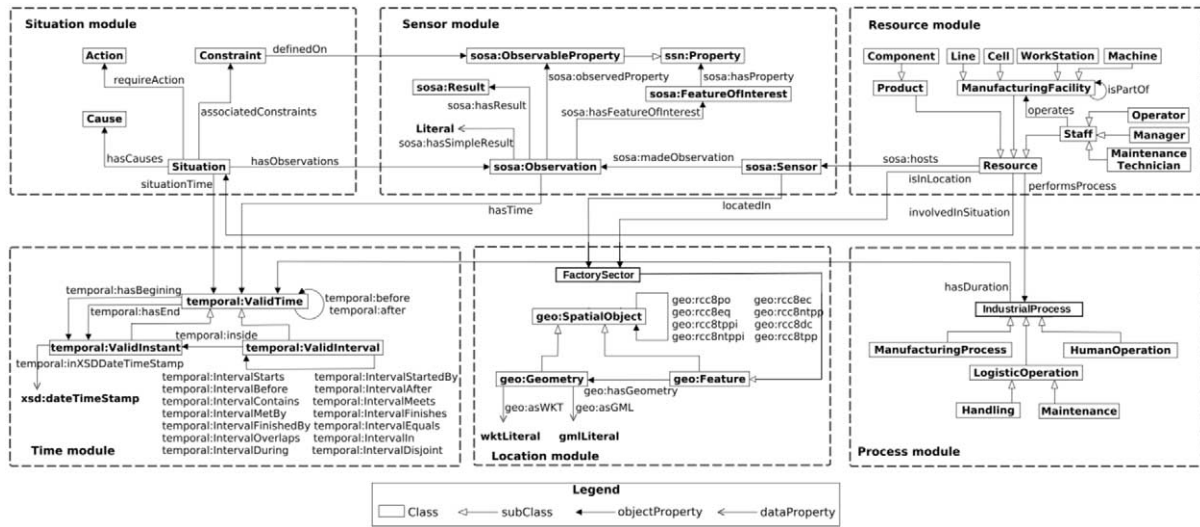 Situation module
Action
Constraint
definedOn
requireAction
Cause
associatedConstraints
hasCauses
Situation
hasObservations
situationTime
Sensor module
sosa:ObservableProperty
ssn:Property
sosa:observedProperty
sosa:hasProperty
sosa:Result
sosa:FeatureOfInterest
sosa:hasResult
sosa:hasFeatureOfInterest
Literal
sosa:hasSimpleResult
sosa:madeObservation
sosa:Observation
sosa:Sensor
hasTime
locatedIn
Resource module
Component
Line
Cell
WorkStation
Machine
Product
ManufacturingFacility
isPartOf
operates
Operator
Staff
Manager
sosa:hosts
Resource
Maintenance
Technician
isInLocation
performsProcess
involvedInSituation
temporal:hasBegining
temporal:ValidTime
temporal:before
temporal:after
temporal:hasEnd
temporal:inside
temporal:ValidInstant
temporal:ValidInterval
temporal:inXSDDateTimeStamp
xsd:dateTimeStamp
temporal:IntervalStarts
temporal:IntervalStartedBy
temporal:IntervalBefore
temporal:IntervalAfter
temporal:IntervalContains
temporal:IntervalMeets
temporal:IntervalMetBy
temporal:IntervalFinishes
temporal:IntervalFinishedBy
temporal:IntervalEquals
temporal:IntervalOverlaps
temporal:IntervalIn
temporal:IntervalDuring
temporal:IntervalDisjoint
Time module
FactorySector
geo:rcc8po
geo:rcc8ec
geo:rcc8eq
geo:rcc8ntpp
geo:SpatialObject
geo:rcc8tppi
geo:rcc8dc
geo:rcc8ntppi
geo:rcc8tpp
geo:Geometry
geo:Feature
geo:hasGeometry
geo:asWKT
geo:asGML
wktLiteral
gmlLiteral
Location module
hasDuration
IndustrialProcess
ManufacturingProcess
HumanOperation
LogisticOperation
Handling
Maintenance
Process module
Legend
Class
subClass
objectProperty
dataProperty